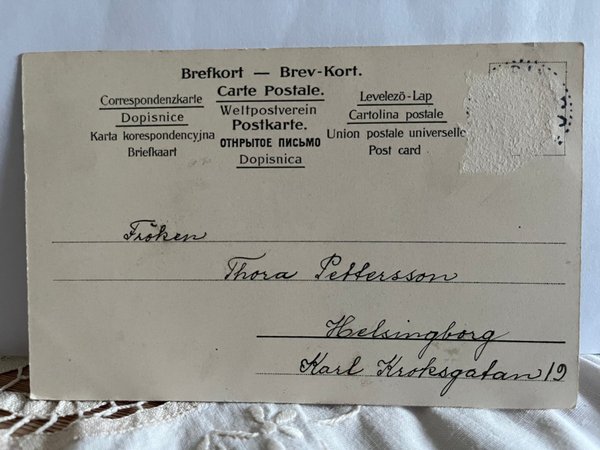 Brefkort — Brev-Kort.
Carte Postale.
Correspondenzkarte
Weltpostverein
Levelezö-Lap
Dopisnice
Postkarte.
Cartolina postale
Karta korespondencyjna
ОТКРЫТОЕ ПИСЬМО
Union postale universelle
Briefkaart
Dopisnica
Post card
Fröken
Thora Pettersson
Helsingborg
Karl Kroksgatan 19